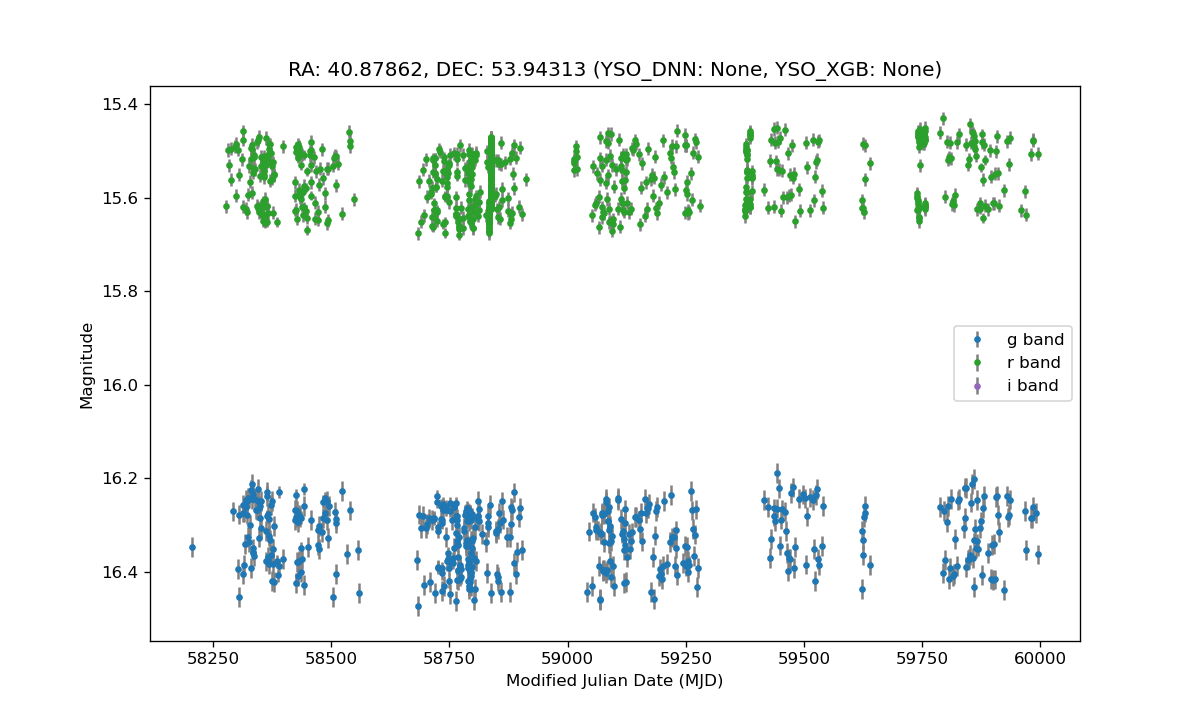 RA: 40.87862, DEC: 53.94313 (YSO_DNN: None, YSO_XGB: None)
15.4
15.6
15.8
16.0
16.2
16.4
Magnitude
g band
r band
i band
58250 58500 58750 59000 59250 59500 59750 60000
Modified Julian Date (MJD)